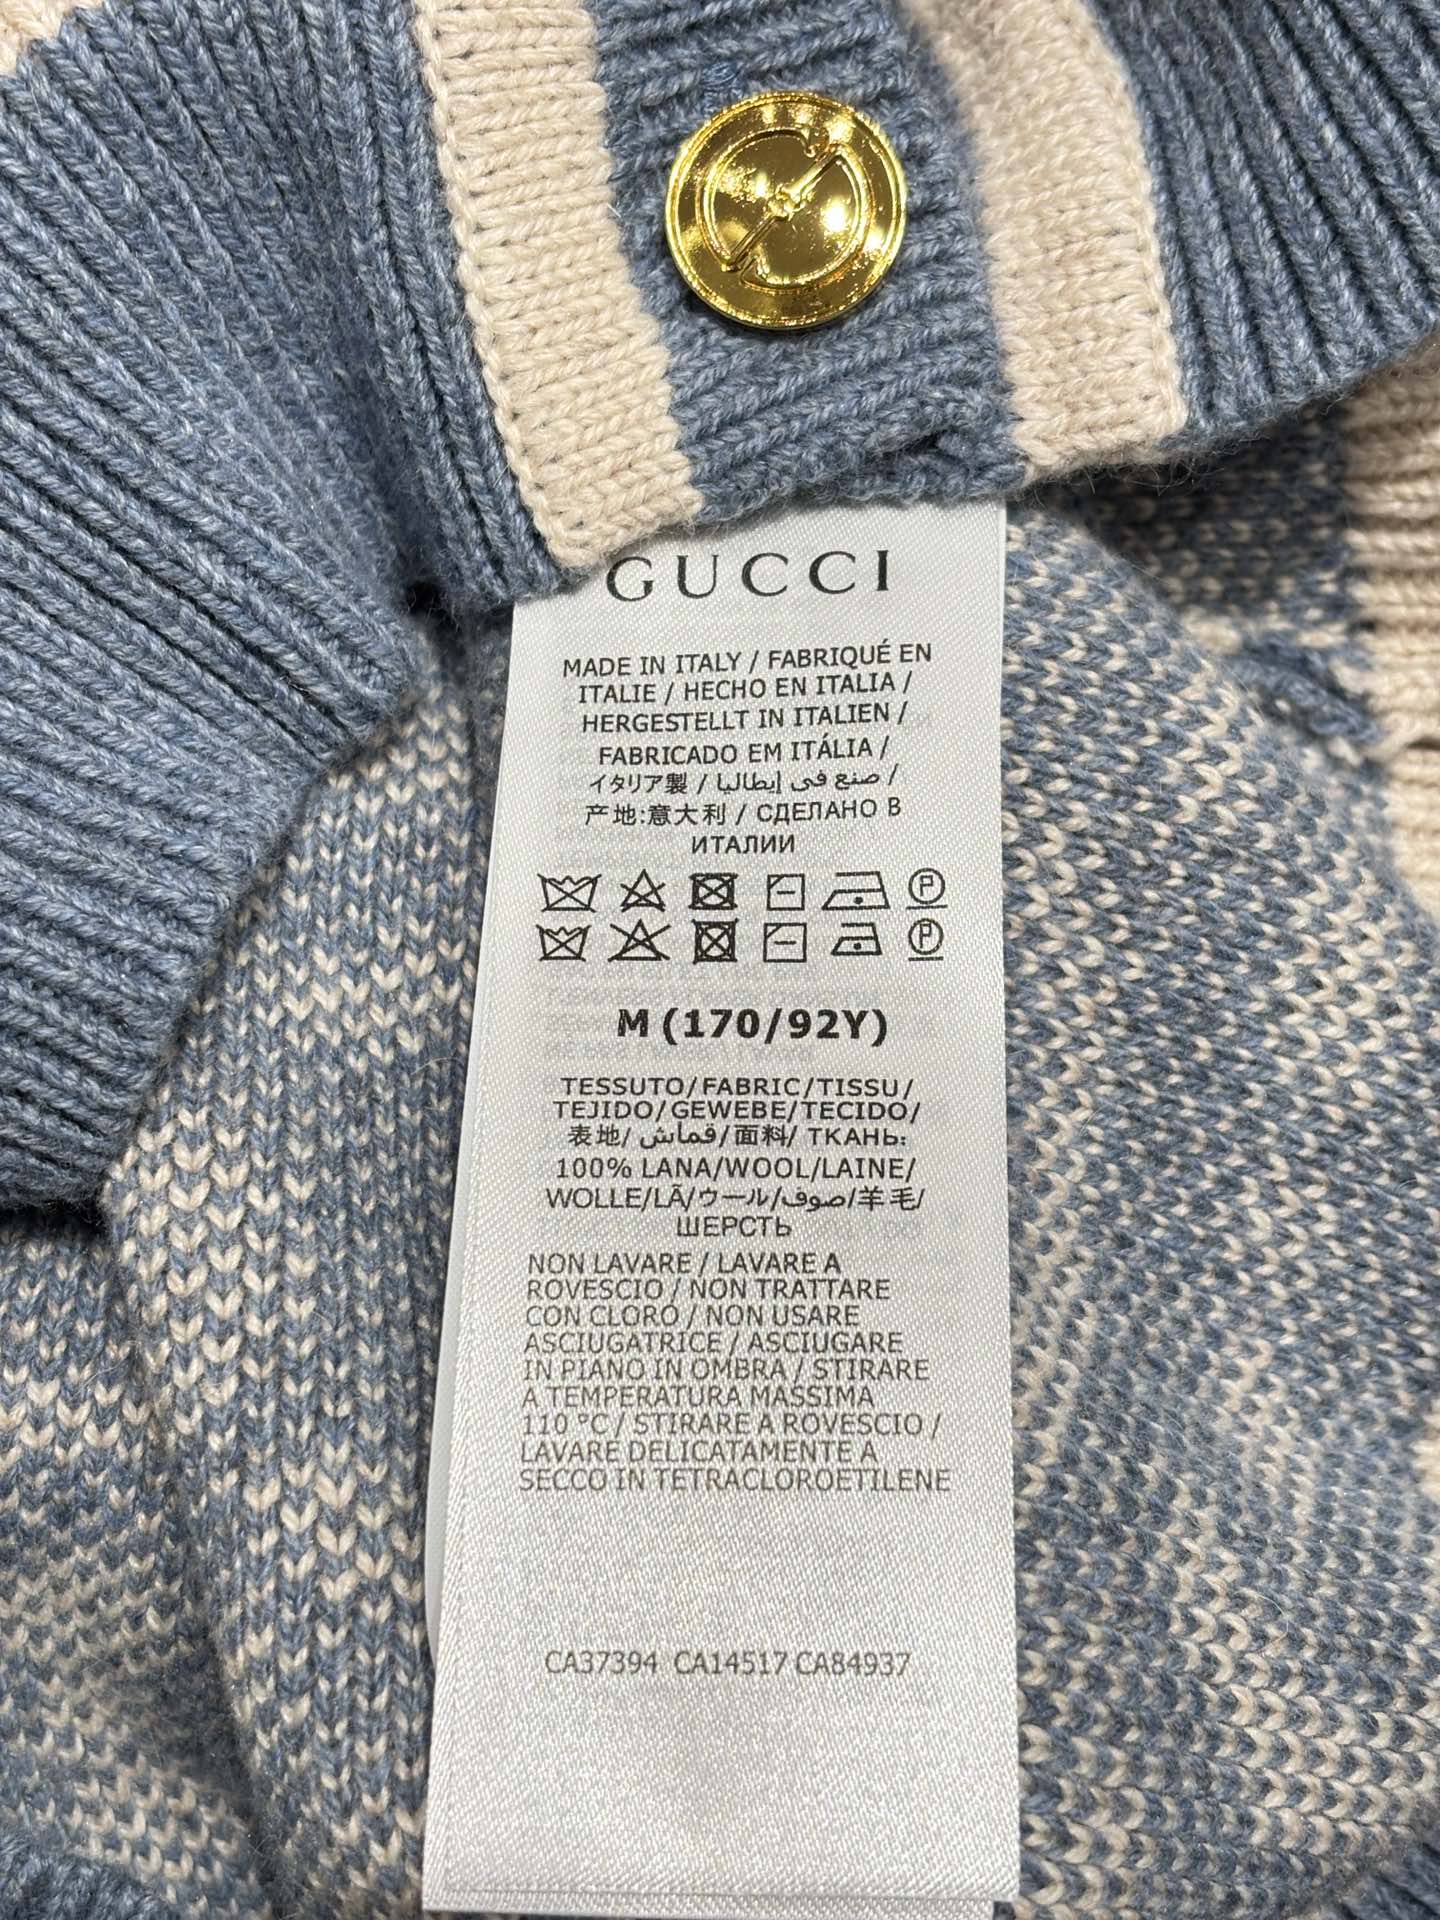 GUCCI
MADE IN ITALY / FABRIQUÉ EN
ITALIE / HECHO EN ITALIA /
HERGESTELLT IN ITALIEN /
FABRICADO EM ITÁLIA /
イタリア製 / صنع في إيطاليا /
产地:意大利 / СДЕЛАНО В
ИТАЛИИ
P
P
M (170/92Y)
TESSUTO/FABRIC/TISSU/
TEJIDO/GEWEBE/TECIDO/
表地/ قماش/面料/ ТКАНЬ:
100% LANA/WOOL/LAINE/
WOLLE/LÃ/ウール/صوف/羊毛/
ШЕРСТЬ
NON LAVARE / LAVARE A
ROVESCIO / NON TRATTARE
CON CLORO / NON USARE
ASCIUGATRICE / ASCIUGARE
IN PIANO IN OMBRA / STIRARE
A TEMPERATURA MASSIMA
110 °C / STIRARE A ROVESCIO /
LAVARE DELICATAMENTE A
SECCO IN TETRACLOROETILENE
CA37394 CA14517 CA84937